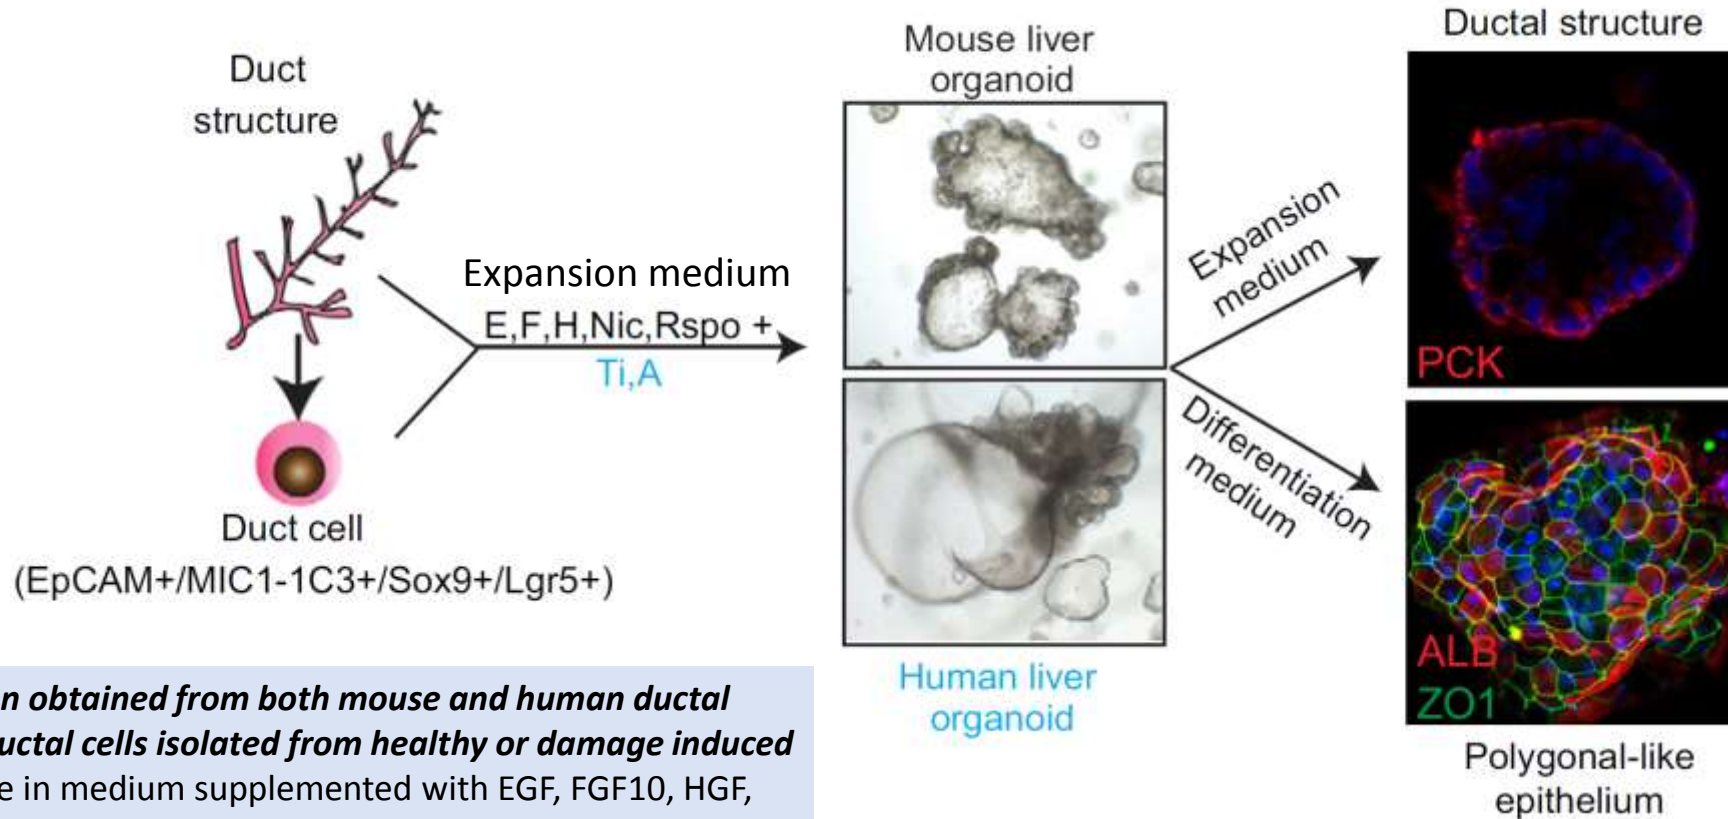 Duct
structure
Duct cell
(EpCAM+/MIC1-1C3+/Sox9+/Lgr5+)
Expansion medium
E,F,H,Nic,Rspo +
Ti,A
Mouse liver
organoid
Human liver
organoid
Expansion
medium
Differentiation
medium
Ductal structure
PCK
ALB
ZO1
Polygonal-like
epithelium
n obtained from both mouse and human ductal
uctal cells isolated from healthy or damage induced
e in medium supplemented with EGF, FGF10, HGF,